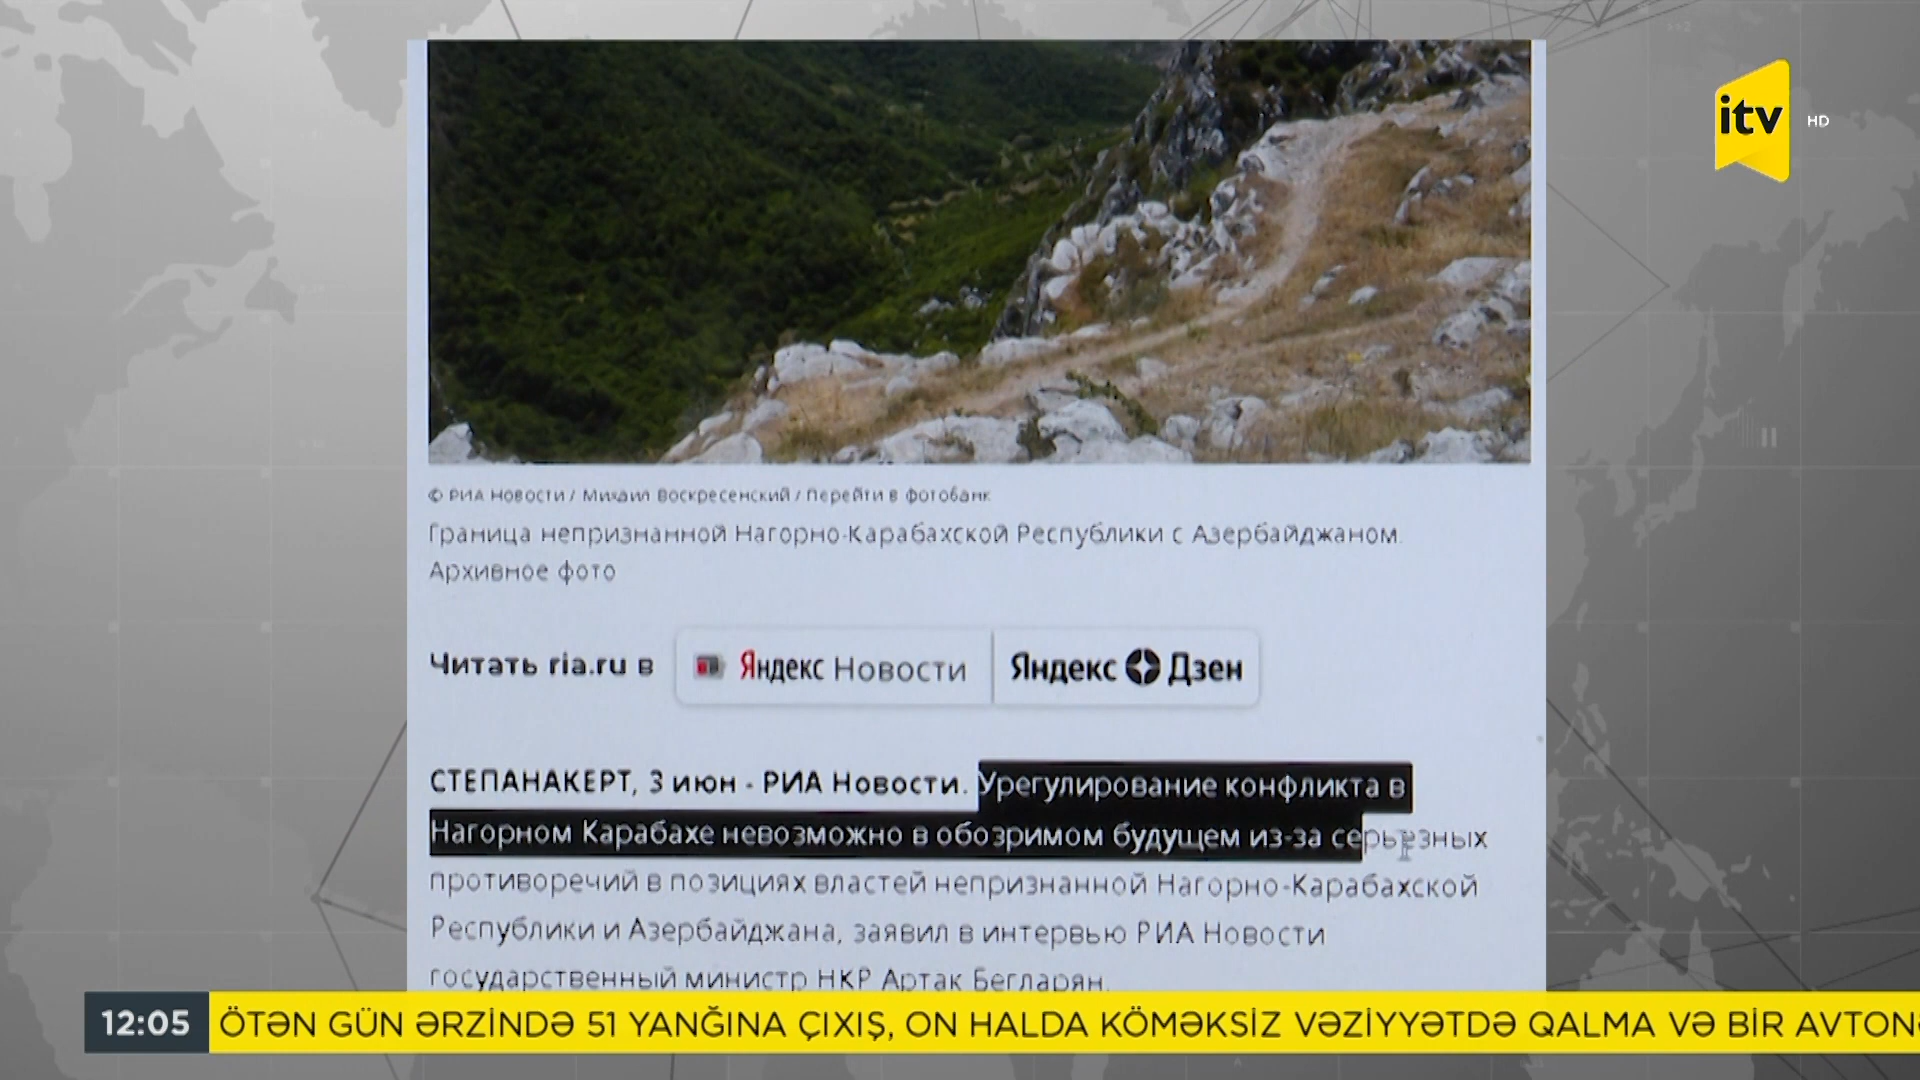 itv HD
© РИА Новости / Михаил Воскресенский / Перейти в фотобанк
Граница непризнанной Нагорно-Карабахской Республики с Азербайджаном.
Архивное фото
Читать ria.ru в
Яндекс Новости
Яндекс Дзен
СТЕПАНАКЕРТ, 3 июн - РИА Новости. Урегулирование конфликта в
Нагорном Карабахе невозможно в обозримом будущем из-за серьезных
противоречий в позициях властей непризнанной Нагорно-Карабахской
Республики и Азербайджана, заявил в интервью РИА Новости
государственный министр НКР Артак Бегларян.
12:05 ÖTƏN GÜN ƏRZİNDƏ 51 YANĞINA ÇIXIŞ, ON HALDA KÖMƏKSİZ VƏZİYYƏTDƏ QALMA VƏ BİR AVTON